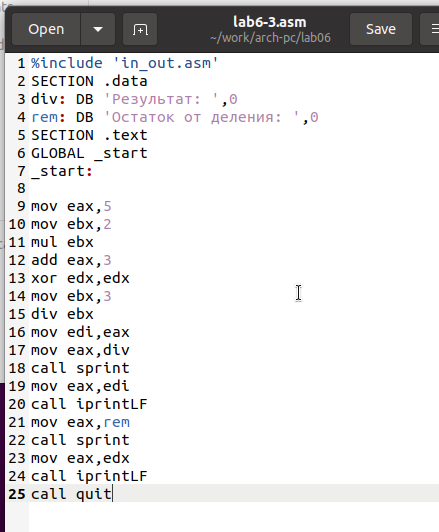 Open
lab6-3.asm
~/work/arch-pc/lab06
Save
1 %include 'in_out.asm'
2 SECTION .data
3 div: DB 'Результат: ',0
4 rem: DB 'Остаток от деления: ',0
5 SECTION .text
6 GLOBAL _start
7 _start:
8
9 mov eax,5
10 mov ebx,2
11 mul ebx
12 add eax,3
13 xor edx,edx
14 mov ebx,3
15 div ebx
16 mov edi,eax
17 mov eax,div
18 call sprint
19 mov eax,edi
20 call iprintLF
21 mov eax,rem
22 call sprint
23 mov eax,edx
24 call iprintLF
25 call quit